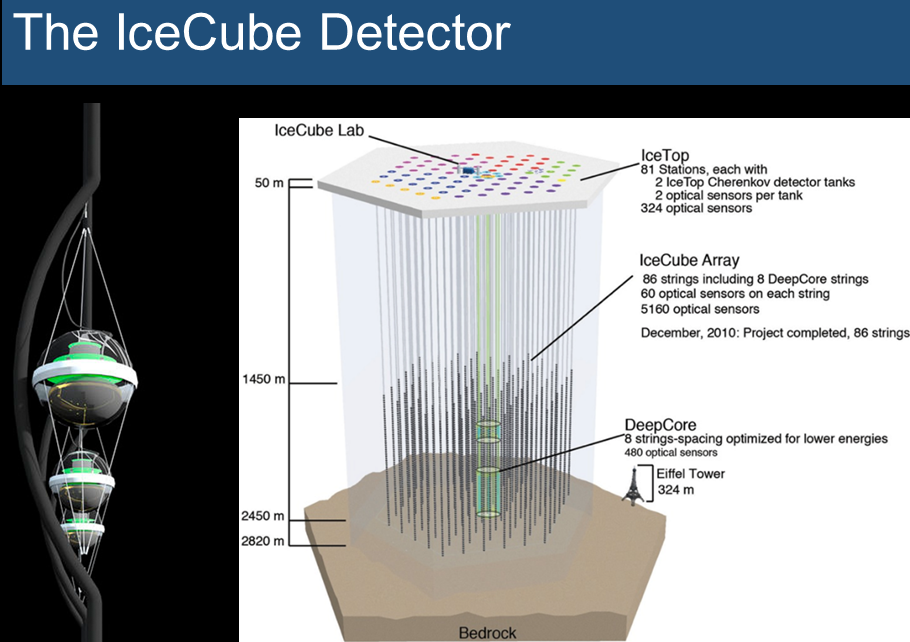 The IceCube Detector
IceCube Lab
50 m
IceTop
81 Stations, each with
2 IceTop Cherenkov detector tanks
2 optical sensors per tank
324 optical sensors
IceCube Array
86 strings including 8 DeepCore strings
60 optical sensors on each string
5160 optical sensors
December, 2010: Project completed, 86 strings
1450 m
DeepCore
8 strings-spacing optimized for lower energies
480 optical sensors
Eiffel Tower
324 m
2450 m
2820 m
Bedrock